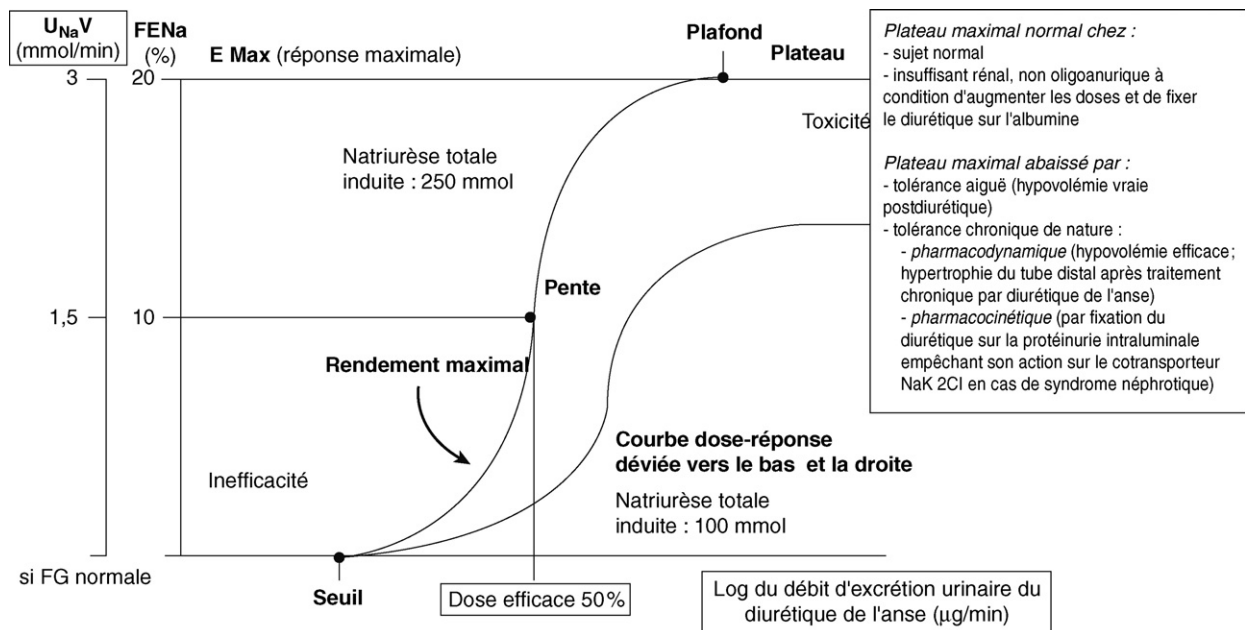 U_NaV
(mmol/min)
FENa
(%)
E Max (réponse maximale)
Plafond
Plateau
3
20
Toxicité
Natriurèse totale
induite : 250 mmol
Pente
1,5
10
Rendement maximal
Inefficacité
Courbe dose-réponse
déviée vers le bas et la droite
Natriurèse totale
induite : 100 mmol
si FG normale
Seuil
Dose efficace 50%
Log du débit d'excrétion urinaire du
diurétique de l'anse (µg/min)
Plateau maximal normal chez :
- sujet normal
- insuffisant rénal, non oligoanurique à
condition d'augmenter les doses et de fixer
le diurétique sur l'albumine
Plateau maximal abaissé par :
- tolérance aiguë (hypovolémie vraie
postdiurétique)
- tolérance chronique de nature :
- pharmacodynamique (hypovolémie efficace;
hypertrophie du tube distal après traitement
chronique par diurétique de l'anse)
- pharmacocinétique (par fixation du
diurétique sur la protéinurie intraluminale
empêchant son action sur le cotransporteur
NaK 2Cl en cas de syndrome néphrotique)